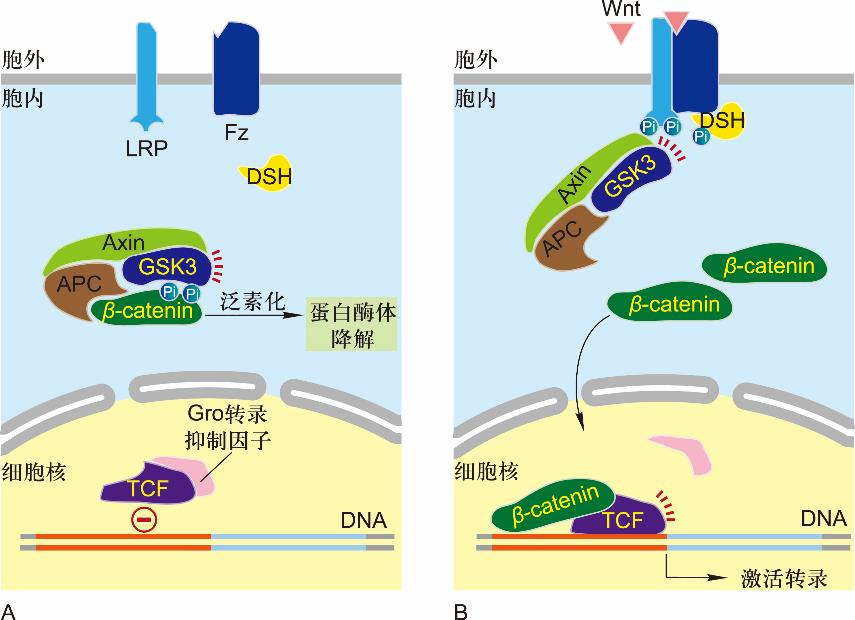 胞外
胞内
LRP
Fz
DSH
Axin
GSK3
APC
Pi
Pi
β-catenin
泛素化
蛋白酶体
降解
Gro转录
抑制因子
细胞核
TCF
DNA
A
Wnt
胞外
胞内
Pi
Pi
DSH
Pi
Axin
GSK3
APC
β-catenin
β-catenin
细胞核
β-catenin
TCF
DNA
激活转录
B